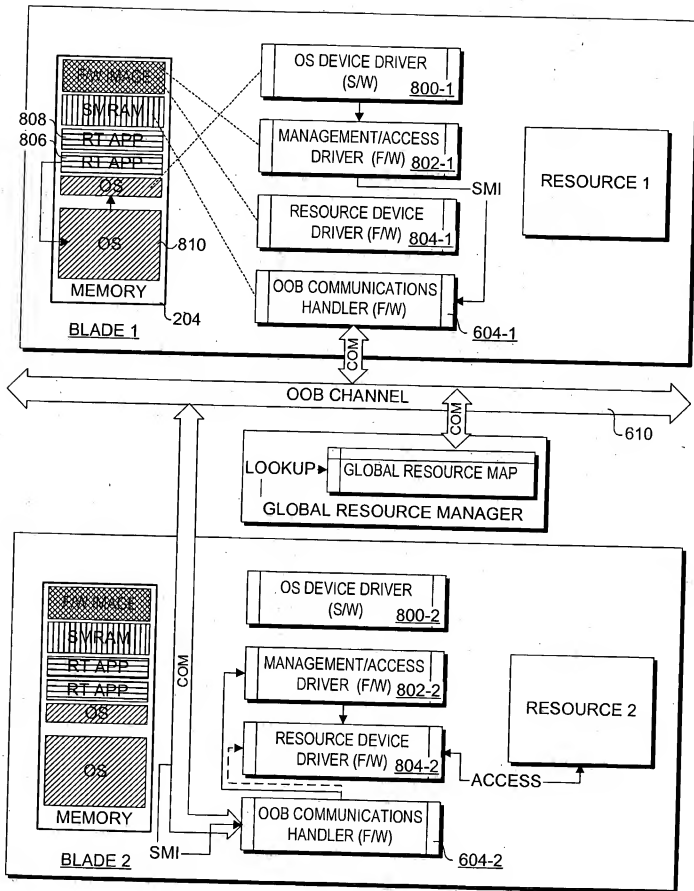 F/W IMAGE
SMRAM
808
RT APP
806
RT APP
OS
OS
810
MEMORY
204
BLADE 1
OS DEVICE DRIVER
(S/W)
800-1
MANAGEMENT/ACCESS
DRIVER (F/W)
802-1
SMI
RESOURCE DEVICE
DRIVER (F/W)
804-1
OOB COMMUNICATIONS
HANDLER (F/W)
604-1
RESOURCE 1
COM
OOB CHANNEL
610
COM
LOOKUP
GLOBAL RESOURCE MAP
GLOBAL RESOURCE MANAGER
COM
F/W IMAGE
SMRAM
RT APP
RT APP
OS
OS
MEMORY
BLADE 2
SMI
OS DEVICE DRIVER
(S/W)
800-2
MANAGEMENT/ACCESS
DRIVER (F/W)
802-2
RESOURCE DEVICE
DRIVER (F/W)
804-2
ACCESS
OOB COMMUNICATIONS
HANDLER (F/W)
604-2
RESOURCE 2